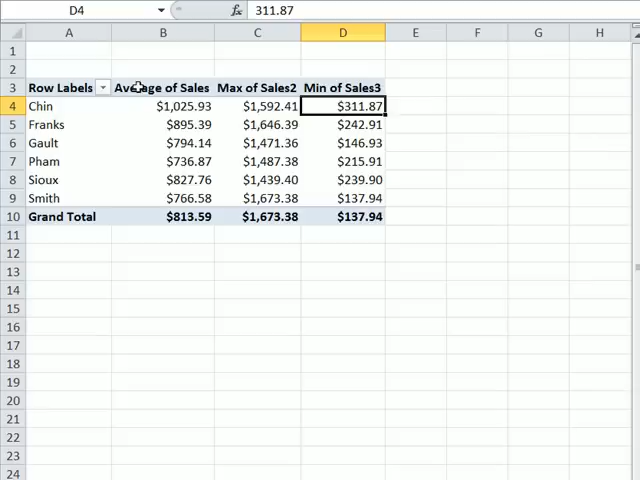 D4 fx 311.87
A B C D E F G H
1
2
3 Row Labels Average of Sales Max of Sales2 Min of Sales3
4 Chin $1,025.93 $1,592.41 $311.87
5 Franks $895.39 $1,646.39 $242.91
6 Gault $794.14 $1,471.36 $146.93
7 Pham $736.87 $1,487.38 $215.91
8 Sioux $827.76 $1,439.40 $239.90
9 Smith $766.58 $1,673.38 $137.94
10 Grand Total $813.59 $1,673.38 $137.94
11
12
13
14
15
16
17
18
19
20
21
22
23
24